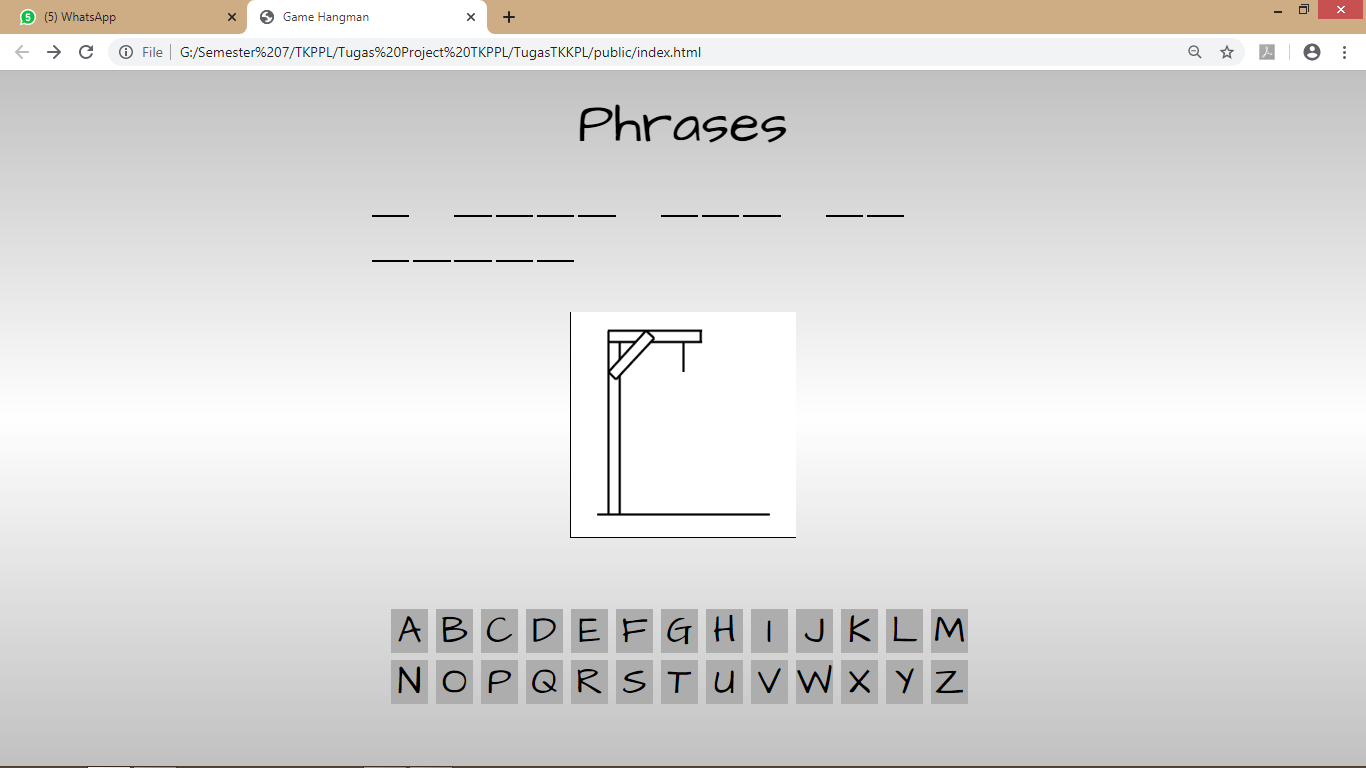 (5) WhatsApp
Game Hangman
File G:/Semester%207/TKPPL/Tugas%20Project%20TKPPL/TugasTKKPL/public/index.html
Phrases
A B C D E F G H I J K L M
N O P Q R S T U V W X Y Z